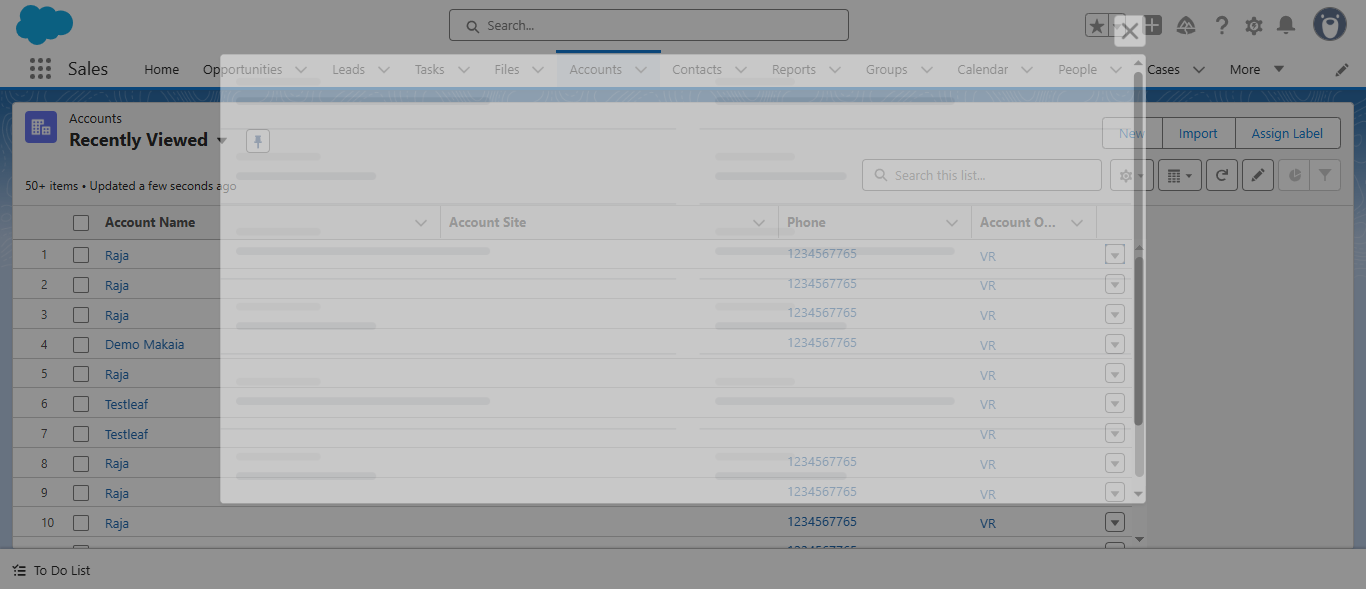 Search...
Sales Home Opportunities Leads Tasks Files Accounts Contacts Reports Groups Calendar People Cases More
Accounts
Recently Viewed
New Import Assign Label
50+ items • Updated a few seconds ago
Search this list...
Account Name Account Site Phone Account O...
1 Raja 1234567765 VR
2 Raja 1234567765 VR
3 Raja 1234567765 VR
4 Demo Makaia 1234567765 VR
5 Raja VR
6 Testleaf VR
7 Testleaf VR
8 Raja 1234567765 VR
9 Raja 1234567765 VR
10 Raja 1234567765 VR
To Do List